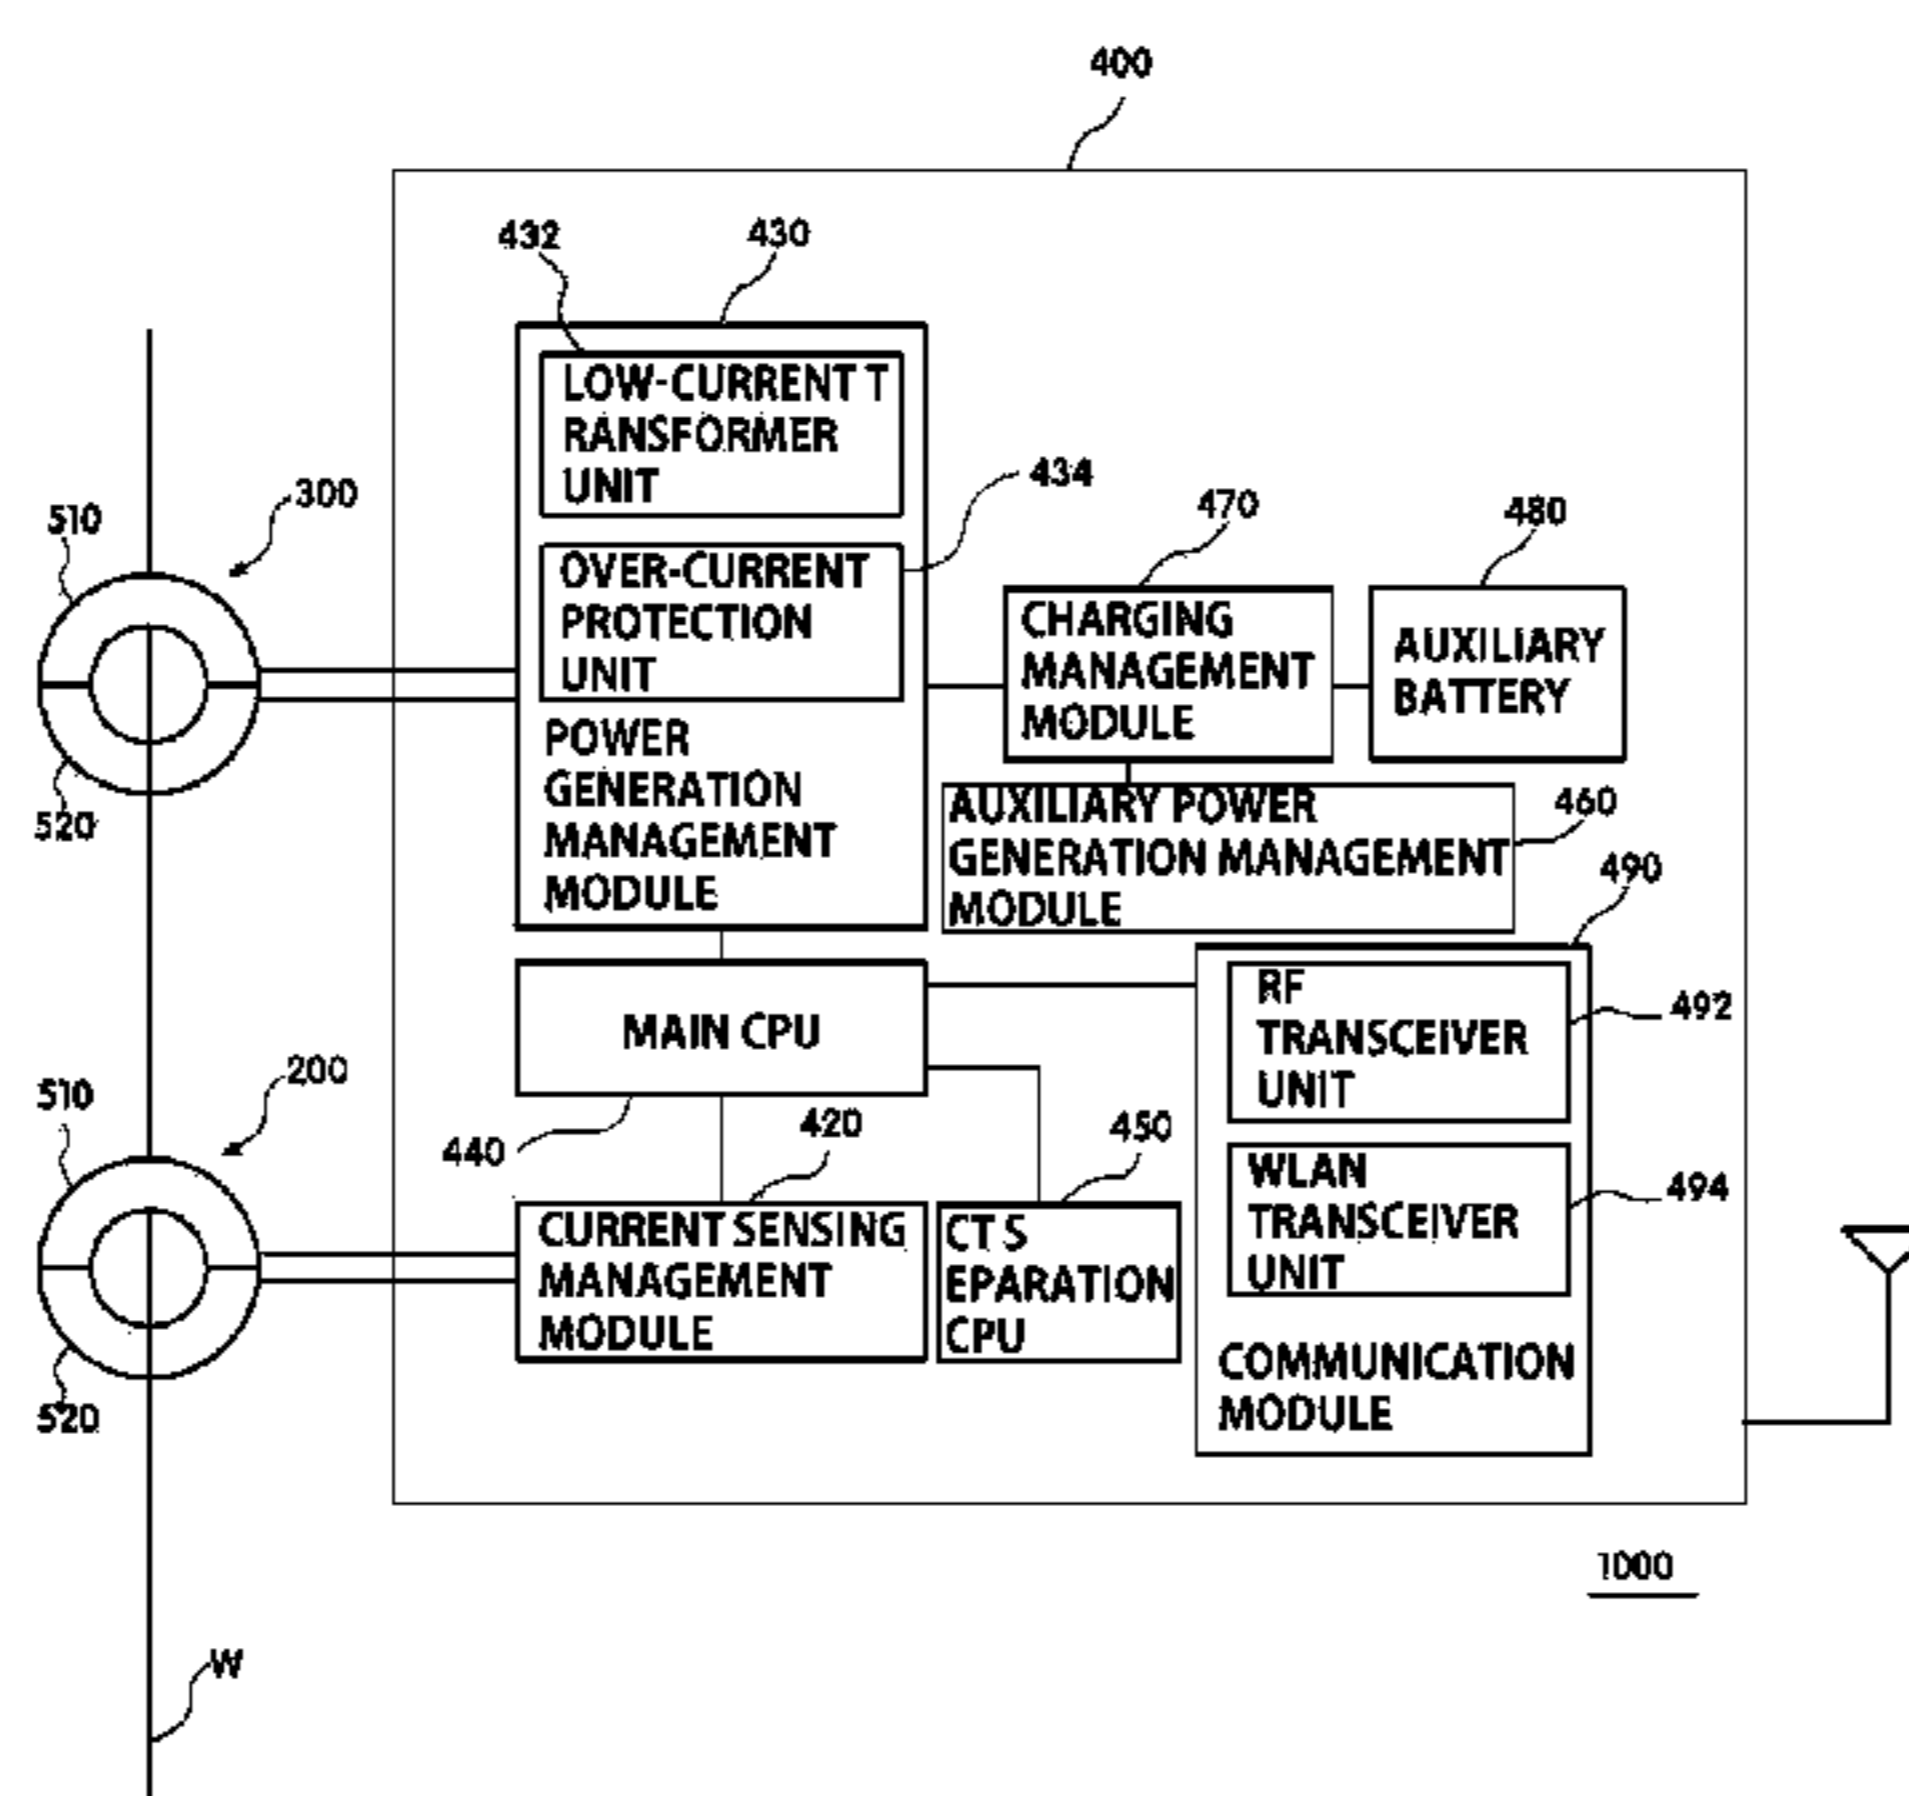 400
432
430
LOW-CURRENT T
RANSFORMER
UNIT
434
300
510
470
480
OVER-CURRENT
PROTECTION
UNIT
CHARGING
MANAGEMENT
MODULE
AUXILIARY
BATTERY
POWER
GENERATION
MANAGEMENT
MODULE
520
AUXILIARY POWER
GENERATION MANAGEMENT
MODULE
460
490
RF
TRANSCEIVER
UNIT
492
MAIN CPU
200
510
440
420
450
WLAN
TRANSCEIVER
UNIT
494
CURRENT SENSING
MANAGEMENT
MODULE
CT S
EPARATION
CPU
COMMUNICATION
MODULE
520
1000
W